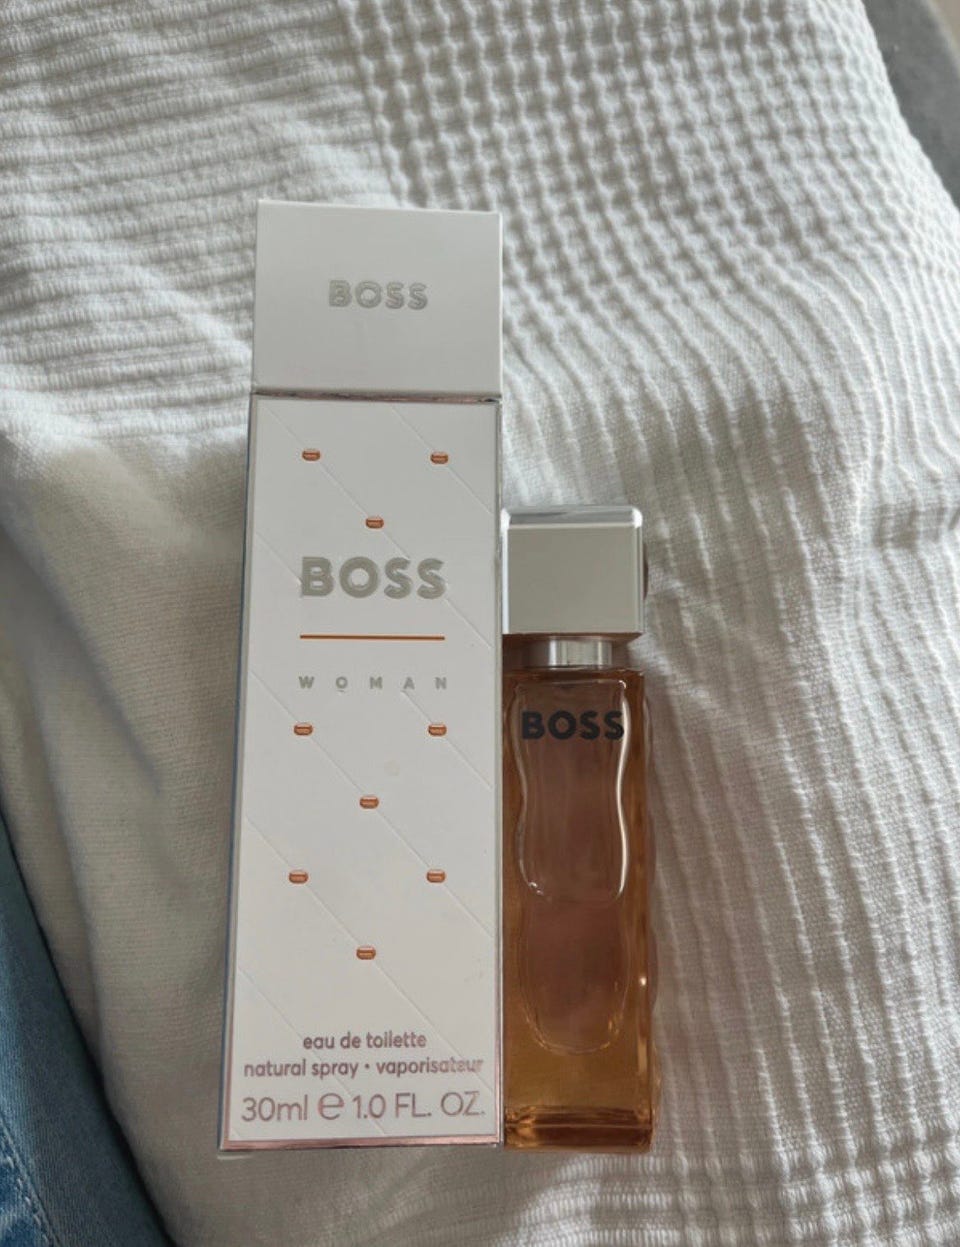 BOSS
BOSS
WOMAN
BOSS
eau de toilette
natural spray • vaporisateur
30ml ℮ 1.0 FL. OZ.